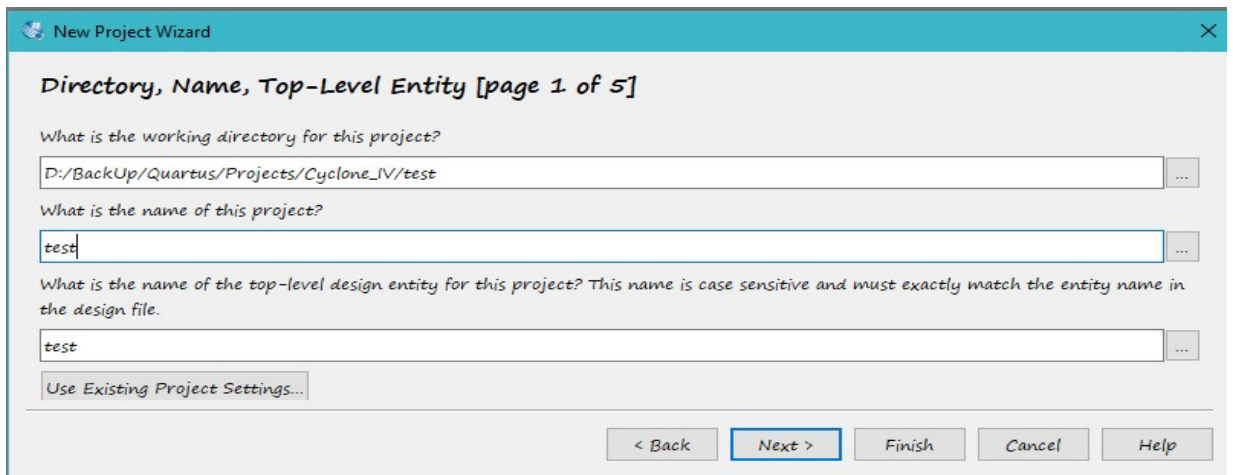 New Project Wizard
Directory, Name, Top-Level Entity [page 1 of 5]
What is the working directory for this project?
D:/BackUp/Quartus/Projects/Cyclone_IV/test
...
What is the name of this project?
test
...
What is the name of the top-level design entity for this project? This name is case sensitive and must exactly match the entity name in
the design file.
test
...
Use Existing Project Settings...
< Back Next > Finish Cancel Help